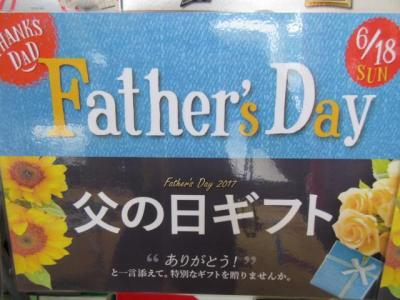 THANKS
DAD
6/18
SUN
Father's Day
Father's Day 2017
父の日ギフト
“ ありがとう! ”
と一言添えて。特別なギフトを贈りませんか。